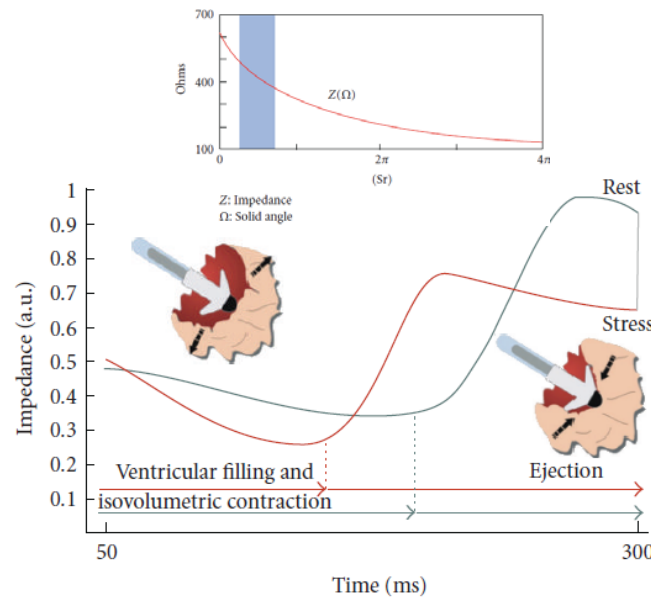 700
400
100
Ohms
Z(Ω)
0
2π
4π
(Sr)
Z: Impedance
Ω: Solid angle
1
0.9
0.8
0.7
0.6
0.5
0.4
0.3
0.2
0.1
Impedance (a.u.)
Rest
Stress
Ventricular filling and
isovolumetric contraction
Ejection
50
300
Time (ms)